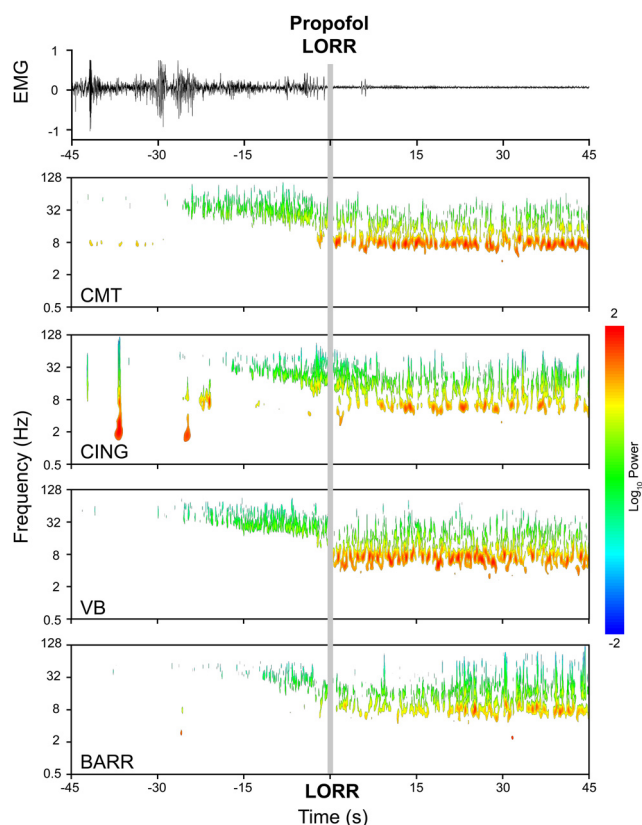 Propofol
LORR
EMG
1
0
-1
-45 -30 -15 0 15 30 45
128
32
8
2
0.5
CMT
128
32
8
2
0.5
CING
128
32
8
2
0.5
VB
128
32
8
2
0.5
BARR
Frequency (Hz)
2
Log10 Power
-2
-45 -30 -15 LORR 15 30 45
Time (s)